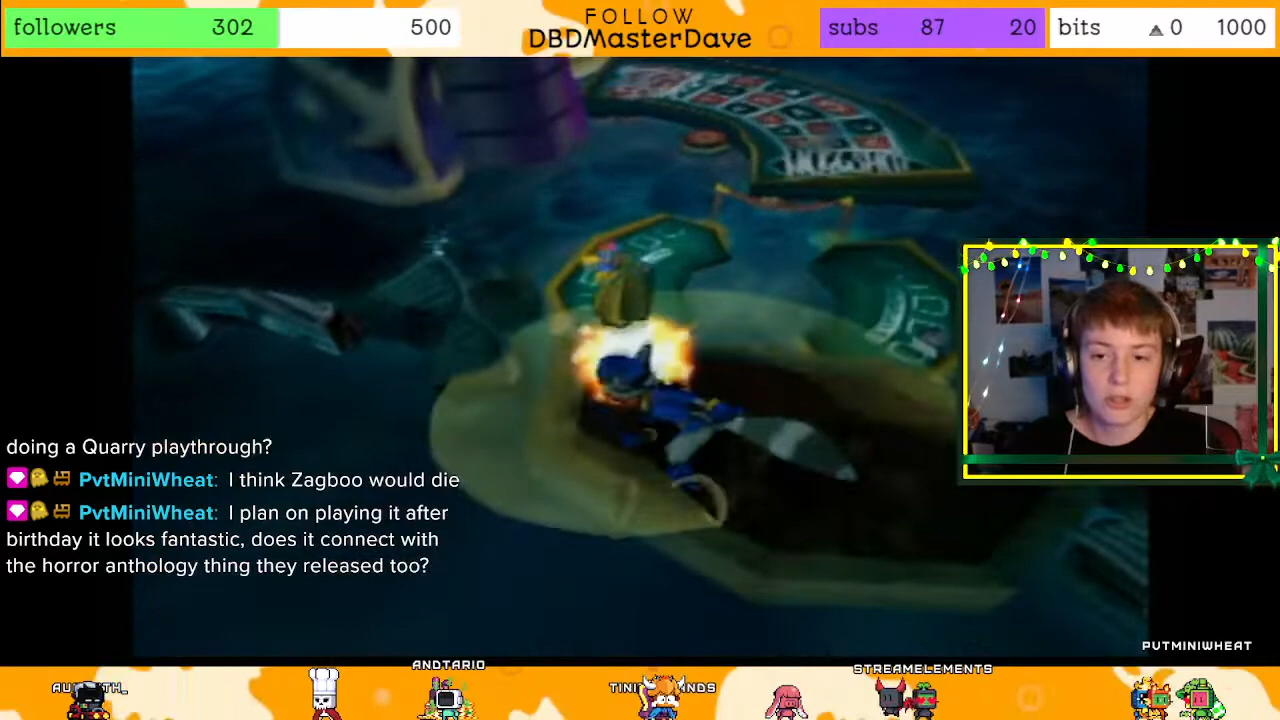 followers 302 500
FOLLOW
DBDMasterDave
subs 87 20
bits 0 1000
doing a Quarry playthrough?
PvtMiniWheat: I think Zagboo would die
PvtMiniWheat: I plan on playing it after
birthday it looks fantastic, does it connect with
the horror anthology thing they released too?
PVTMINIWHEAT
ANDTARIO
STREAMELEMENTS